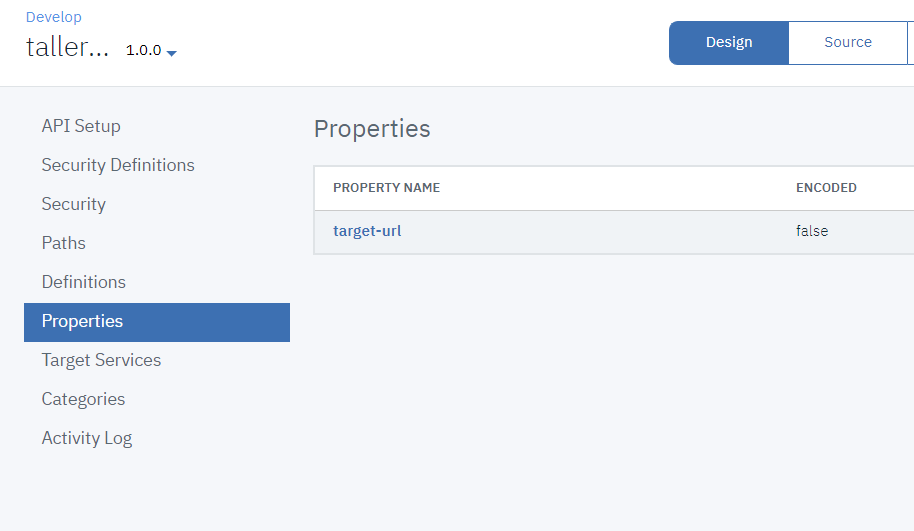 Develop
taller... 1.0.0
Design Source
API Setup
Security Definitions
Security
Paths
Definitions
Properties
Target Services
Categories
Activity Log
Properties
PROPERTY NAME ENCODED
target-url false